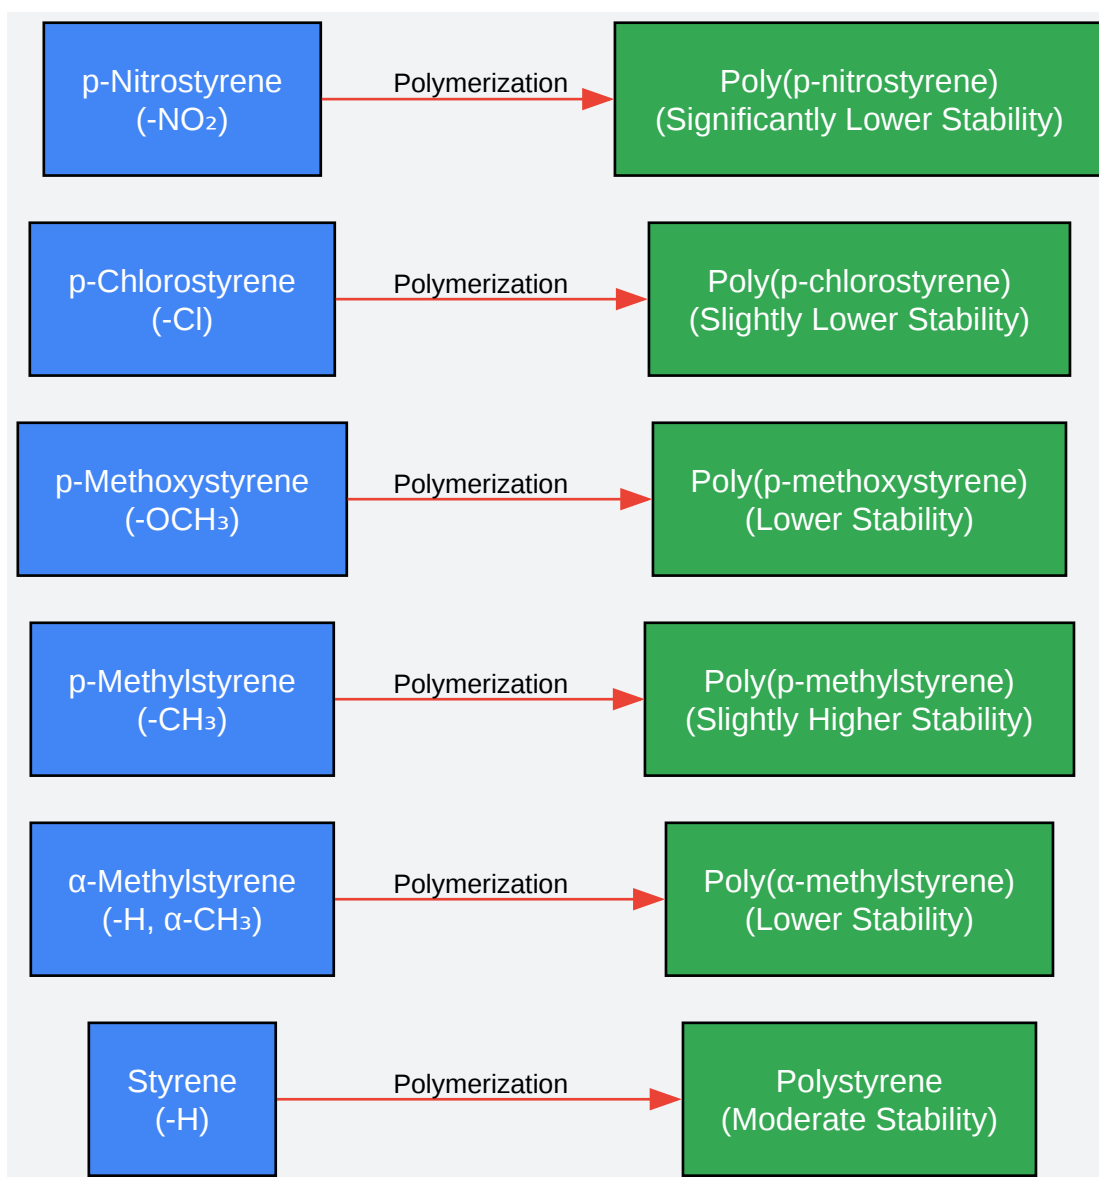 p-Nitrostyrene
(-NO₂)
Polymerization
Poly(p-nitrostyrene)
(Significantly Lower Stability)
p-Chlorostyrene
(-Cl)
Polymerization
Poly(p-chlorostyrene)
(Slightly Lower Stability)
p-Methoxystyrene
(-OCH₃)
Polymerization
Poly(p-methoxystyrene)
(Lower Stability)
p-Methylstyrene
(-CH₃)
Polymerization
Poly(p-methylstyrene)
(Slightly Higher Stability)
α-Methylstyrene
(-H, α-CH₃)
Polymerization
Poly(α-methylstyrene)
(Lower Stability)
Styrene
(-H)
Polymerization
Polystyrene
(Moderate Stability)